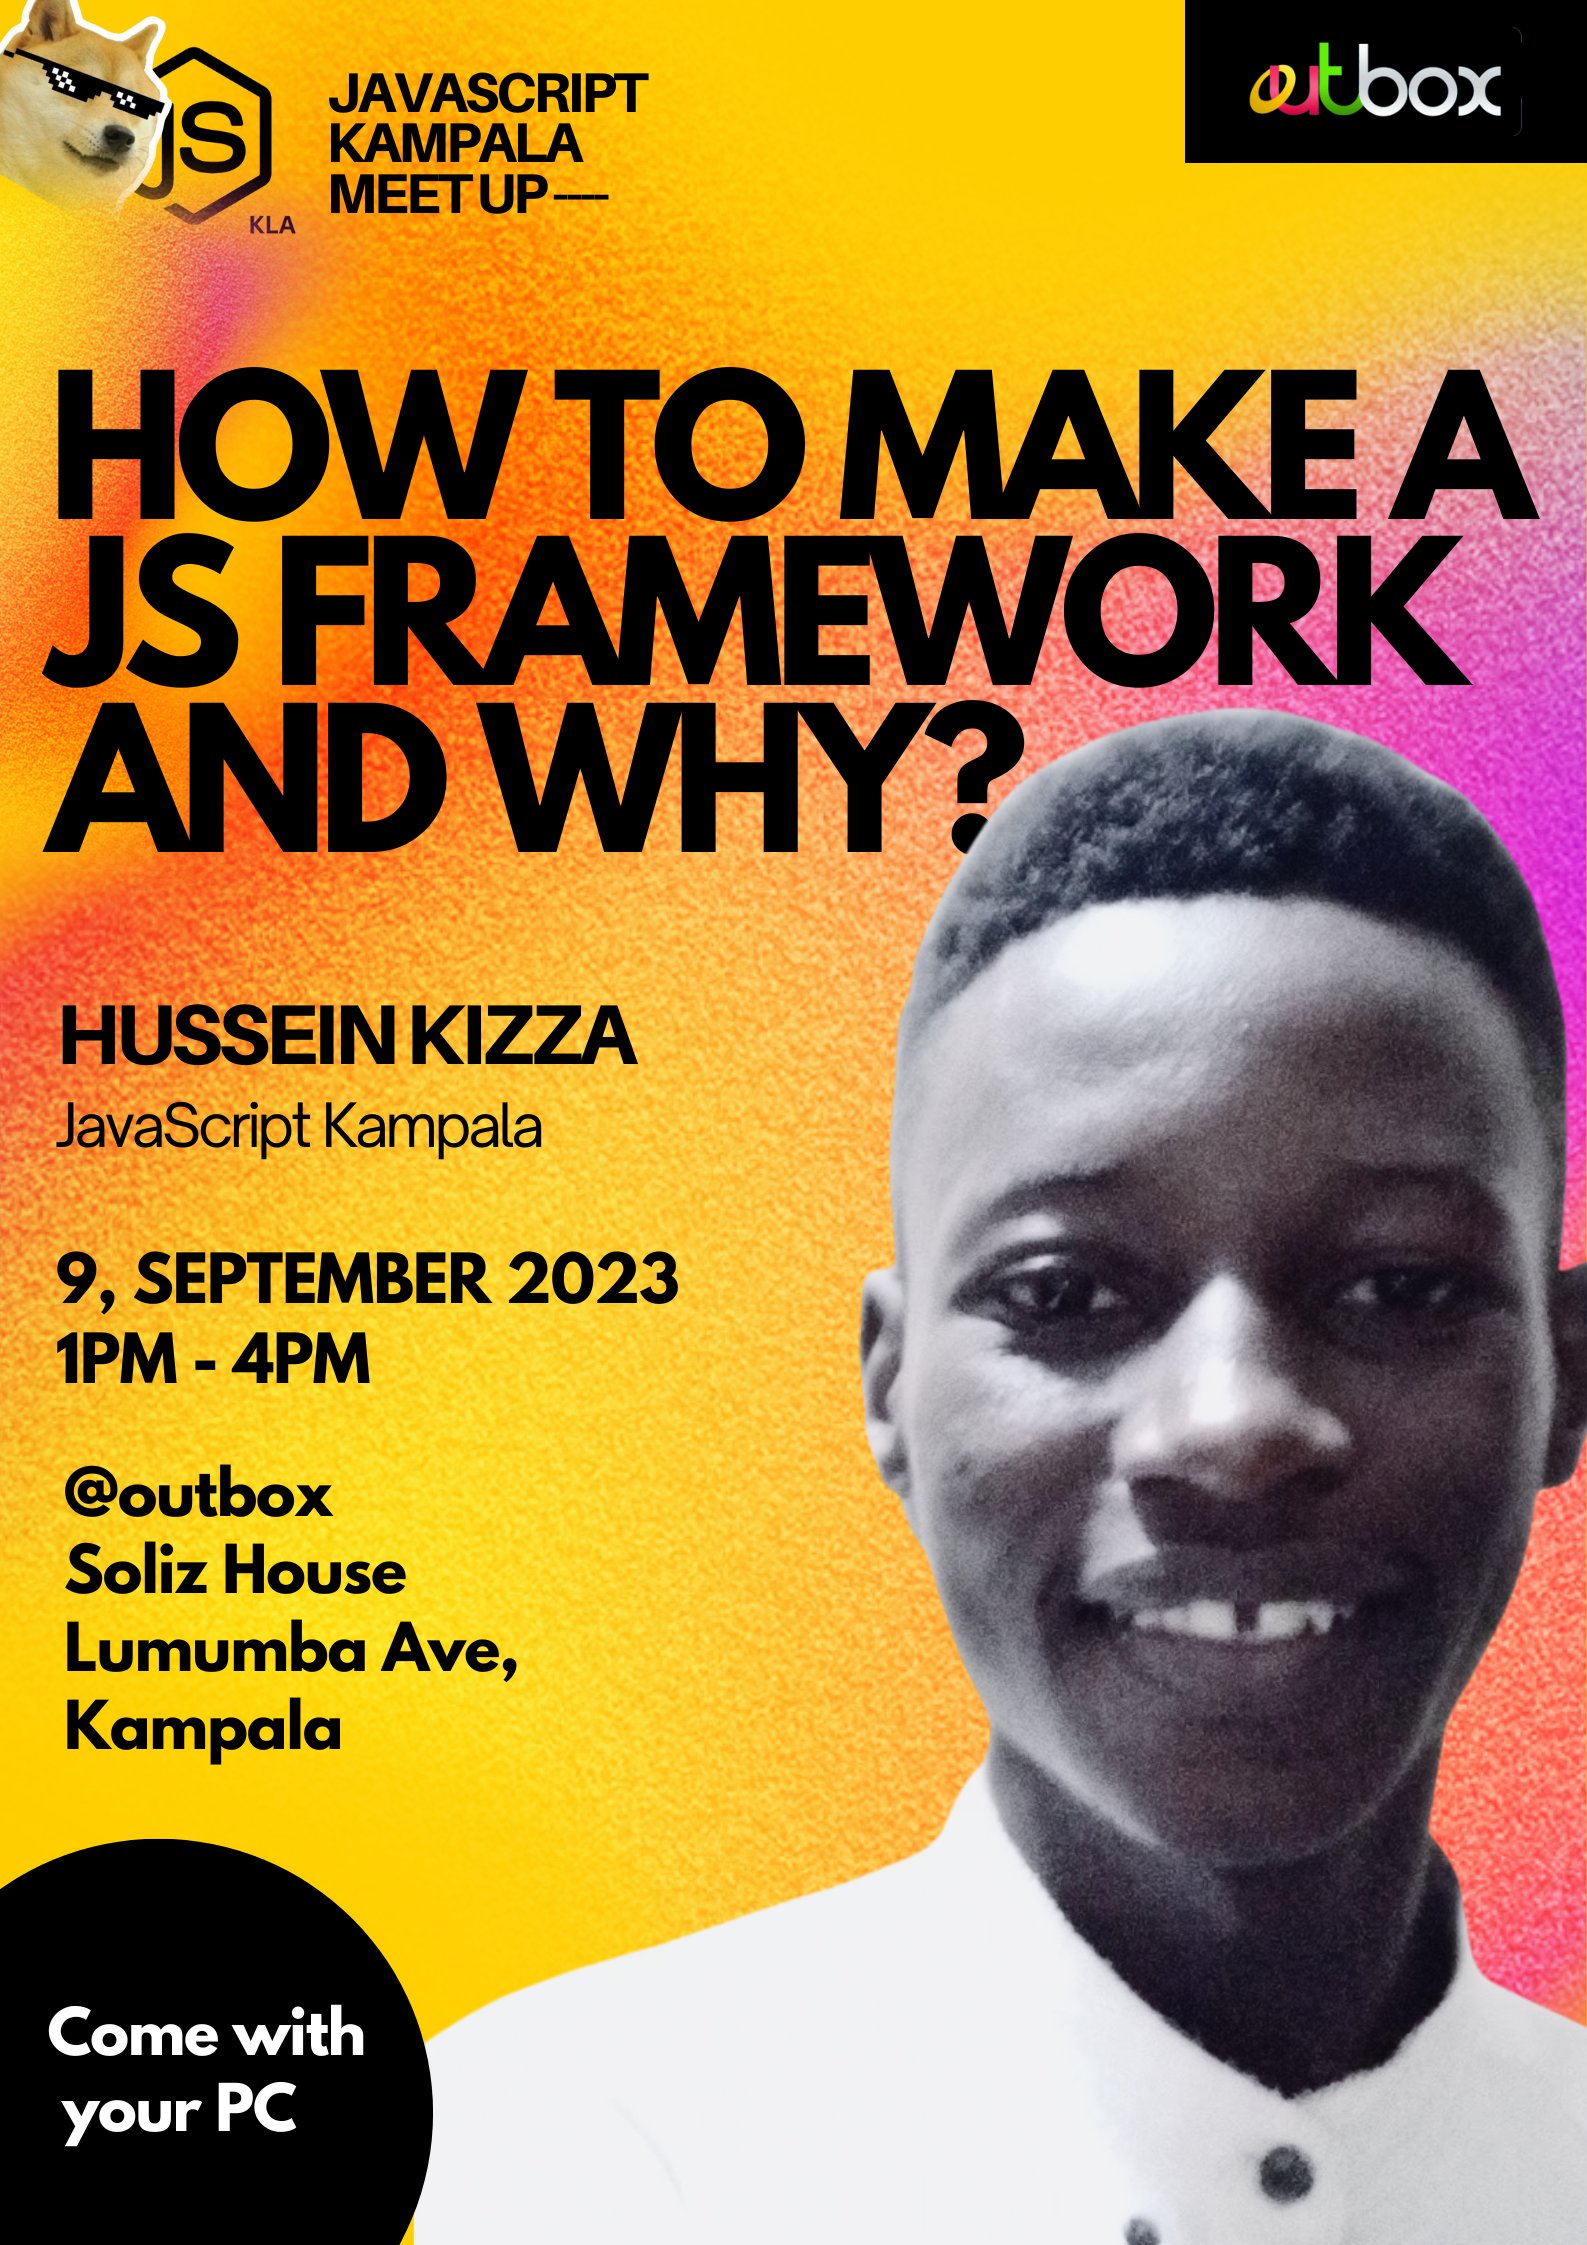 JS
KLA
JAVASCRIPT
KAMPALA
MEET UP ----
outbox
HOW TO MAKE A
JS FRAMEWORK
AND WHY?
HUSSEIN KIZZA
JavaScript Kampala
9, SEPTEMBER 2023
1PM - 4PM
@outbox
Soliz House
Lumumba Ave,
Kampala
Come with
your PC